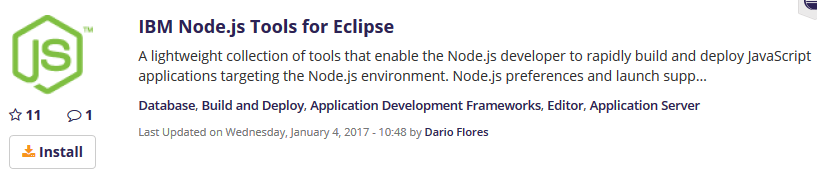 IBM Node.js Tools for Eclipse
A lightweight collection of tools that enable the Node.js developer to rapidly build and deploy JavaScript
applications targeting the Node.js environment. Node.js preferences and launch supp...
Database, Build and Deploy, Application Development Frameworks, Editor, Application Server
Last Updated on Wednesday, January 4, 2017 - 10:48 by Dario Flores
JS
11 1
Install